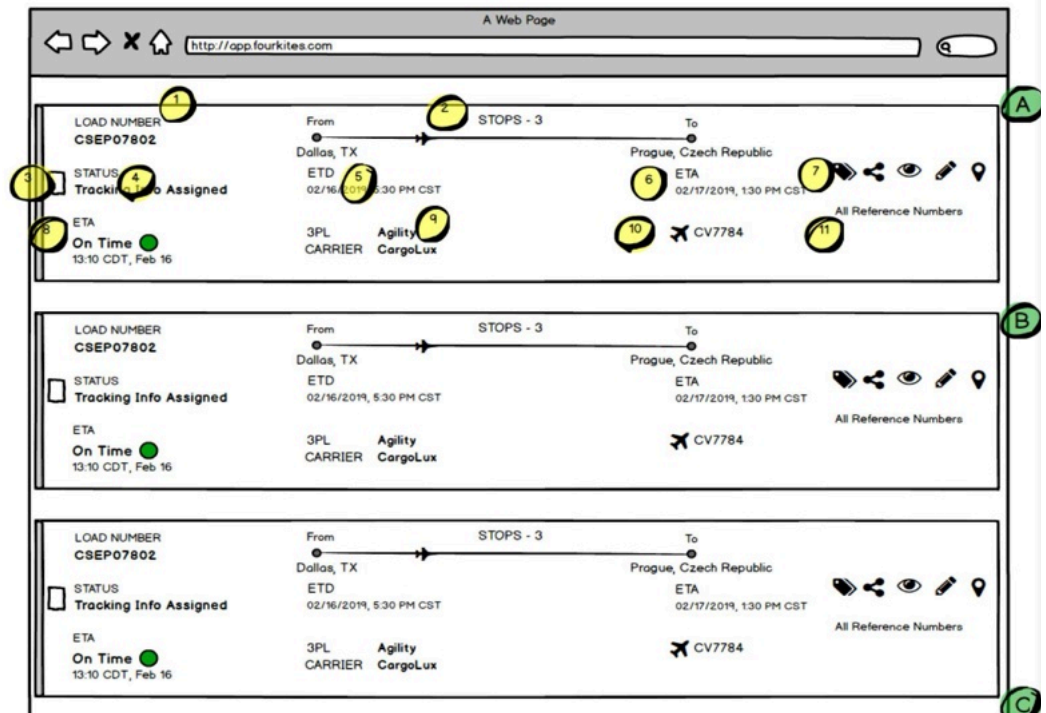 A Web Page
http://app.fourkites.com
A
1
2
LOAD NUMBER
CSEP07802
From
STOPS - 3
To
Dallas, TX
Prague, Czech Republic
3
4
5
6
7
STATUS
Tracking Info Assigned
ETD
02/16/2019, 5:30 PM CST
ETA
02/17/2019, 1:30 PM CST
All Reference Numbers
8
9
10
11
ETA
On Time
13:10 CDT, Feb 16
3PL Agility
CARRIER CargoLux
CV7784
B
LOAD NUMBER
CSEP07802
From
STOPS - 3
To
Dallas, TX
Prague, Czech Republic
STATUS
Tracking Info Assigned
ETD
02/16/2019, 5:30 PM CST
ETA
02/17/2019, 1:30 PM CST
All Reference Numbers
ETA
On Time
13:10 CDT, Feb 16
3PL Agility
CARRIER CargoLux
CV7784
LOAD NUMBER
CSEP07802
From
STOPS - 3
To
Dallas, TX
Prague, Czech Republic
STATUS
Tracking Info Assigned
ETD
02/16/2019, 5:30 PM CST
ETA
02/17/2019, 1:30 PM CST
All Reference Numbers
ETA
On Time
13:10 CDT, Feb 16
3PL Agility
CARRIER CargoLux
CV7784
C